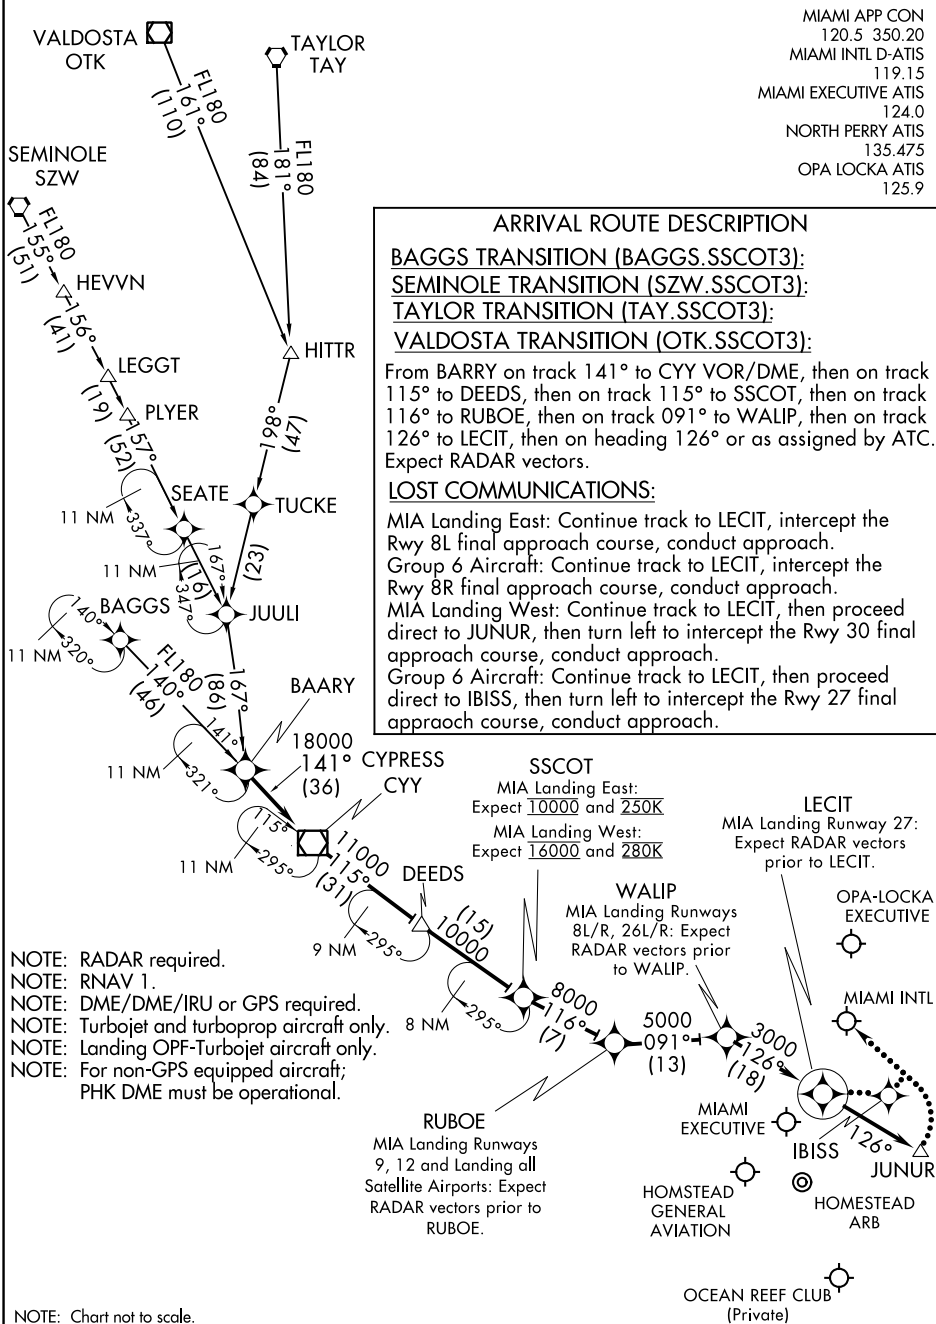 MIAMI APP CON
120.5 350.20
MIAMI INTL D-ATIS
119.15
MIAMI EXECUTIVE ATIS
124.0
NORTH PERRY ATIS
135.475
OPA LOCKA ATIS
125.9
VALDOSTA
OTK
TAYLOR
TAY
FL180
161°
(110)
FL180
181°
(84)
SEMINOLE
SZW
FL180
155°
(51)
HEVVN
156°
(41)
LEGGT
(19)
PLYER
157°
(52)
HITTR
198°
(47)
SEATE
TUCKE
11 NM
337°
(23)
11 NM
167°
(16)
347°
JUULI
BAGGS
140°
11 NM
320°
FL180
140°
(46)
167°
(86)
BAARY
141°
11 NM
321°
18000
141°
(36)
CYPRESS
CYY
115°
11 NM
295°
11000
115°
(31)
DEEDS
9 NM
295°
(15)
10000
8 NM
295°
ARRIVAL ROUTE DESCRIPTION
BAGGS TRANSITION (BAGGS.SSCOT3):
SEMINOLE TRANSITION (SZW.SSCOT3):
TAYLOR TRANSITION (TAY.SSCOT3):
VALDOSTA TRANSITION (OTK.SSCOT3):
From BARRY on track 141° to CYY VOR/DME, then on track
115° to DEEDS, then on track 115° to SSCOT, then on track
116° to RUBOE, then on track 091° to WALIP, then on track
126° to LECIT, then on heading 126° or as assigned by ATC.
Expect RADAR vectors.
LOST COMMUNICATIONS:
MIA Landing East: Continue track to LECIT, intercept the
Rwy 8L final approach course, conduct approach.
Group 6 Aircraft: Continue track to LECIT, intercept the
Rwy 8R final approach course, conduct approach.
MIA Landing West: Continue track to LECIT, then proceed
direct to JUNUR, then turn left to intercept the Rwy 30 final
approach course, conduct approach.
Group 6 Aircraft: Continue track to LECIT, then proceed
direct to IBISS, then turn left to intercept the Rwy 27 final
appraoch course, conduct approach.
SSCOT
MIA Landing East:
Expect 10000 and 250K
MIA Landing West:
Expect 16000 and 280K
LECIT
MIA Landing Runway 27:
Expect RADAR vectors
prior to LECIT.
WALIP
MIA Landing Runways
8L/R, 26L/R: Expect
RADAR vectors prior
to WALIP.
OPA-LOCKA
EXECUTIVE
MIAMI INTL
8000
116°
(7)
5000
091°
(13)
3000
126°
(18)
NOTE: RADAR required.
NOTE: RNAV 1.
NOTE: DME/DME/IRU or GPS required.
NOTE: Turbojet and turboprop aircraft only.
NOTE: Landing OPF-Turbojet aircraft only.
NOTE: For non-GPS equipped aircraft;
PHK DME must be operational.
RUBOE
MIA Landing Runways
9, 12 and Landing all
Satellite Airports: Expect
RADAR vectors prior to
RUBOE.
MIAMI
EXECUTIVE
IBISS
126°
JUNUR
HOMSTEAD
GENERAL
AVIATION
HOMESTEAD
ARB
OCEAN REEF CLUB
(Private)
NOTE: Chart not to scale.